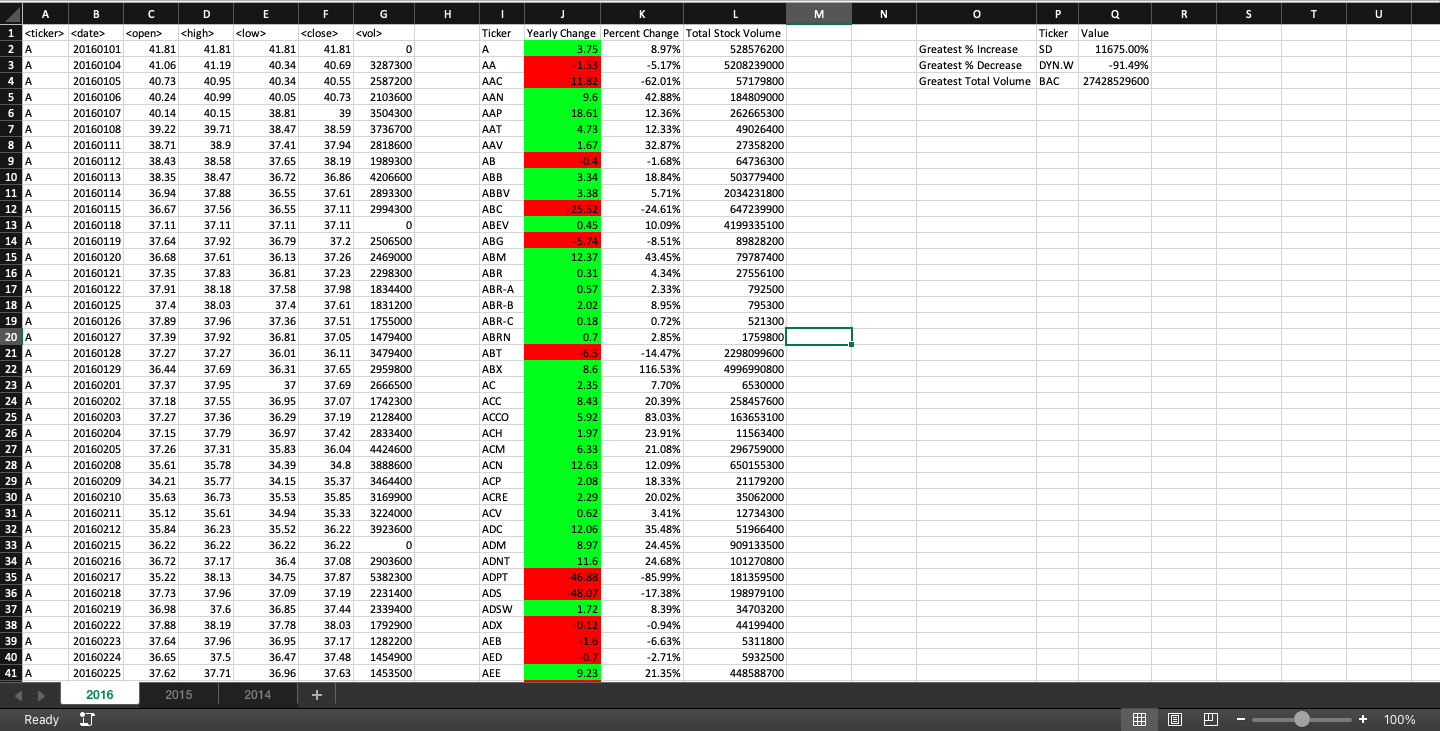 A B C D E F G H I J K L M N O P Q R S T U
1 <ticker> <date> <open> <high> <low> <close> <vol> Ticker Yearly Change Percent Change Total Stock Volume Ticker Value
2 A 20160101 41.81 41.81 41.81 41.81 0 A 3.75 8.97% 528576200 Greatest % Increase SD 11675.00%
3 A 20160104 41.06 41.19 40.34 40.69 3287300 AA -1.53 -5.17% 5208239000 Greatest % Decrease DYN.W -91.49%
4 A 20160105 40.73 40.95 40.34 40.55 2587200 AAC -11.82 -62.01% 57179800 Greatest Total Volume BAC 27428529600
5 A 20160106 40.24 40.99 40.05 40.73 2103600 AAN 9.6 42.88% 184809000
6 A 20160107 40.14 40.15 38.81 39 3504300 AAP 18.61 12.36% 262665300
7 A 20160108 39.22 39.71 38.47 38.59 3736700 AAT 4.73 12.33% 49026400
8 A 20160111 38.71 38.9 37.41 37.94 2818600 AAV 1.67 32.87% 27358200
9 A 20160112 38.43 38.58 37.65 38.19 1989300 AB -0.4 -1.68% 64736300
10 A 20160113 38.35 38.47 36.72 36.86 4206600 ABB 3.34 18.84% 503779400
11 A 20160114 36.94 37.88 36.55 37.61 2893300 ABBV 3.38 5.71% 2034231800
12 A 20160115 36.67 37.56 36.55 37.11 2994300 ABC -25.52 -24.61% 647239900
13 A 20160118 37.11 37.11 37.11 37.11 0 ABEV 0.45 10.09% 4199335100
14 A 20160119 37.64 37.92 36.79 37.2 2506500 ABG -5.74 -8.51% 89828200
15 A 20160120 36.68 37.61 36.13 37.26 2469000 ABM 12.37 43.45% 79787400
16 A 20160121 37.35 37.83 36.81 37.23 2298300 ABR 0.31 4.34% 27556100
17 A 20160122 37.91 38.18 37.58 37.98 1834400 ABR-A 0.57 2.33% 792500
18 A 20160125 37.4 38.03 37.4 37.61 1831200 ABR-B 2.02 8.95% 795300
19 A 20160126 37.89 37.96 37.36 37.51 1755000 ABR-C 0.18 0.72% 521300
20 A 20160127 37.39 37.92 36.81 37.05 1479400 ABRN 0.7 2.85% 1759800
21 A 20160128 37.27 37.27 36.01 36.11 3479400 ABT -6.5 -14.47% 2298099600
22 A 20160129 36.44 37.69 36.31 37.65 2959800 ABX 8.6 116.53% 4996990800
23 A 20160201 37.37 37.95 37 37.69 2666500 AC 2.35 7.70% 6530000
24 A 20160202 37.18 37.55 36.95 37.07 1742300 ACC 8.43 20.39% 258457600
25 A 20160203 37.27 37.36 36.29 37.19 2128400 ACCO 5.92 83.03% 163653100
26 A 20160204 37.15 37.79 36.97 37.42 2833400 ACH 1.97 23.91% 11563400
27 A 20160205 37.26 37.31 35.83 36.04 4424600 ACM 6.33 21.08% 296759000
28 A 20160208 35.61 35.78 34.39 34.8 3888600 ACN 12.63 12.09% 650155300
29 A 20160209 34.21 35.77 34.15 35.37 3464400 ACP 2.08 18.33% 21179200
30 A 20160210 35.63 36.73 35.53 35.85 3169900 ACRE 2.29 20.02% 35062000
31 A 20160211 35.12 35.61 34.94 35.33 3224000 ACV 0.62 3.41% 12734300
32 A 20160212 35.84 36.23 35.52 36.22 3923600 ADC 12.06 35.48% 51966400
33 A 20160215 36.22 36.22 36.22 36.22 0 ADM 8.97 24.45% 909133500
34 A 20160216 36.72 37.17 36.4 37.08 2903600 ADNT 11.6 24.68% 101270800
35 A 20160217 35.22 38.13 34.75 37.87 5382300 ADPT -46.88 -85.99% 181359500
36 A 20160218 37.73 37.96 37.09 37.19 2231400 ADS -48.07 -17.38% 198979100
37 A 20160219 36.98 37.6 36.85 37.44 2339400 ADSW 1.72 8.39% 34703200
38 A 20160222 37.88 38.19 37.78 38.03 1792900 ADX -0.12 -0.94% 44199400
39 A 20160223 37.64 37.96 36.95 37.17 1282200 AEB -1.6 -6.63% 5311800
40 A 20160224 36.65 37.5 36.47 37.48 1454900 AED -0.7 -2.71% 5932500
41 A 20160225 37.62 37.71 36.96 37.63 1453500 AEE 9.23 21.35% 448588700
2016 2015 2014 +
Ready − + 100%